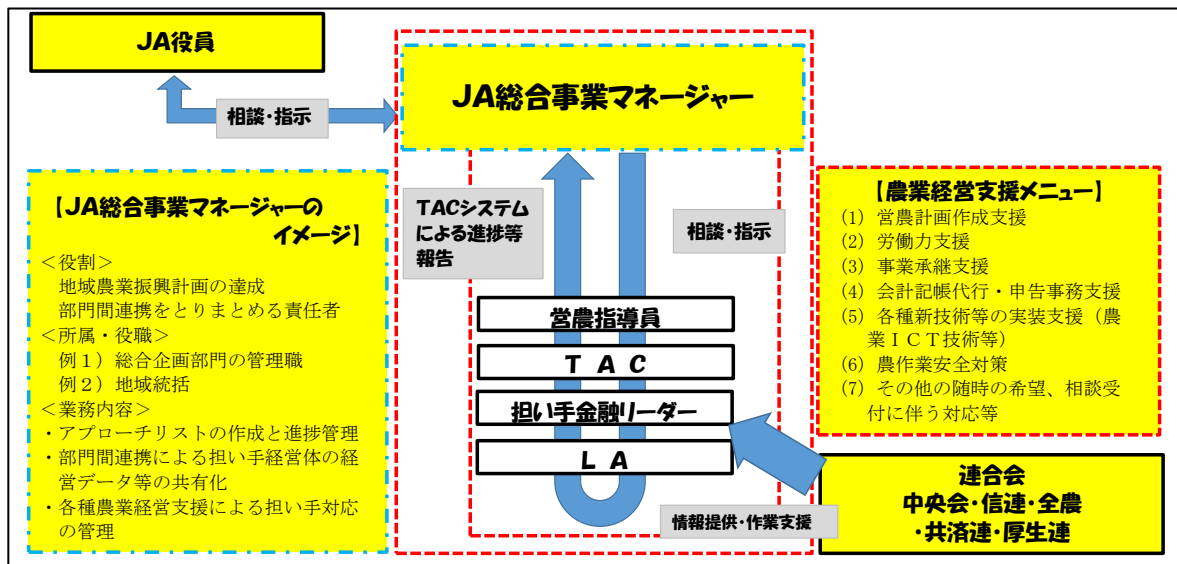 JA役員
相談・指示
JA総合事業マネージャー
【JA総合事業マネージャーの
イメージ】
＜役割＞
地域農業振興計画の達成
部門間連携をとりまとめる責任者
＜所属・役職＞
例１）総合企画部門の管理職
例２）地域統括
＜業務内容＞
・アプローチリストの作成と進捗管理
・部門間連携による担い手経営体の経
営データ等の共有化
・各種農業経営支援による担い手対応
の管理
TACシステム
による進捗等
報告
相談・指示
営農指導員
ＴＡＣ
担い手金融リーダー
ＬＡ
情報提供・作業支援
【農業経営支援メニュー】
(1) 営農計画作成支援
(2) 労働力支援
(3) 事業承継支援
(4) 会計記帳代行・申告事務支援
(5) 各種新技術等の実装支援（農
業ＩＣＴ技術等）
(6) 農作業安全対策
(7) その他の随時の希望、相談受
付に伴う対応等
連合会
中央会・信連・全農
・共済連・厚生連